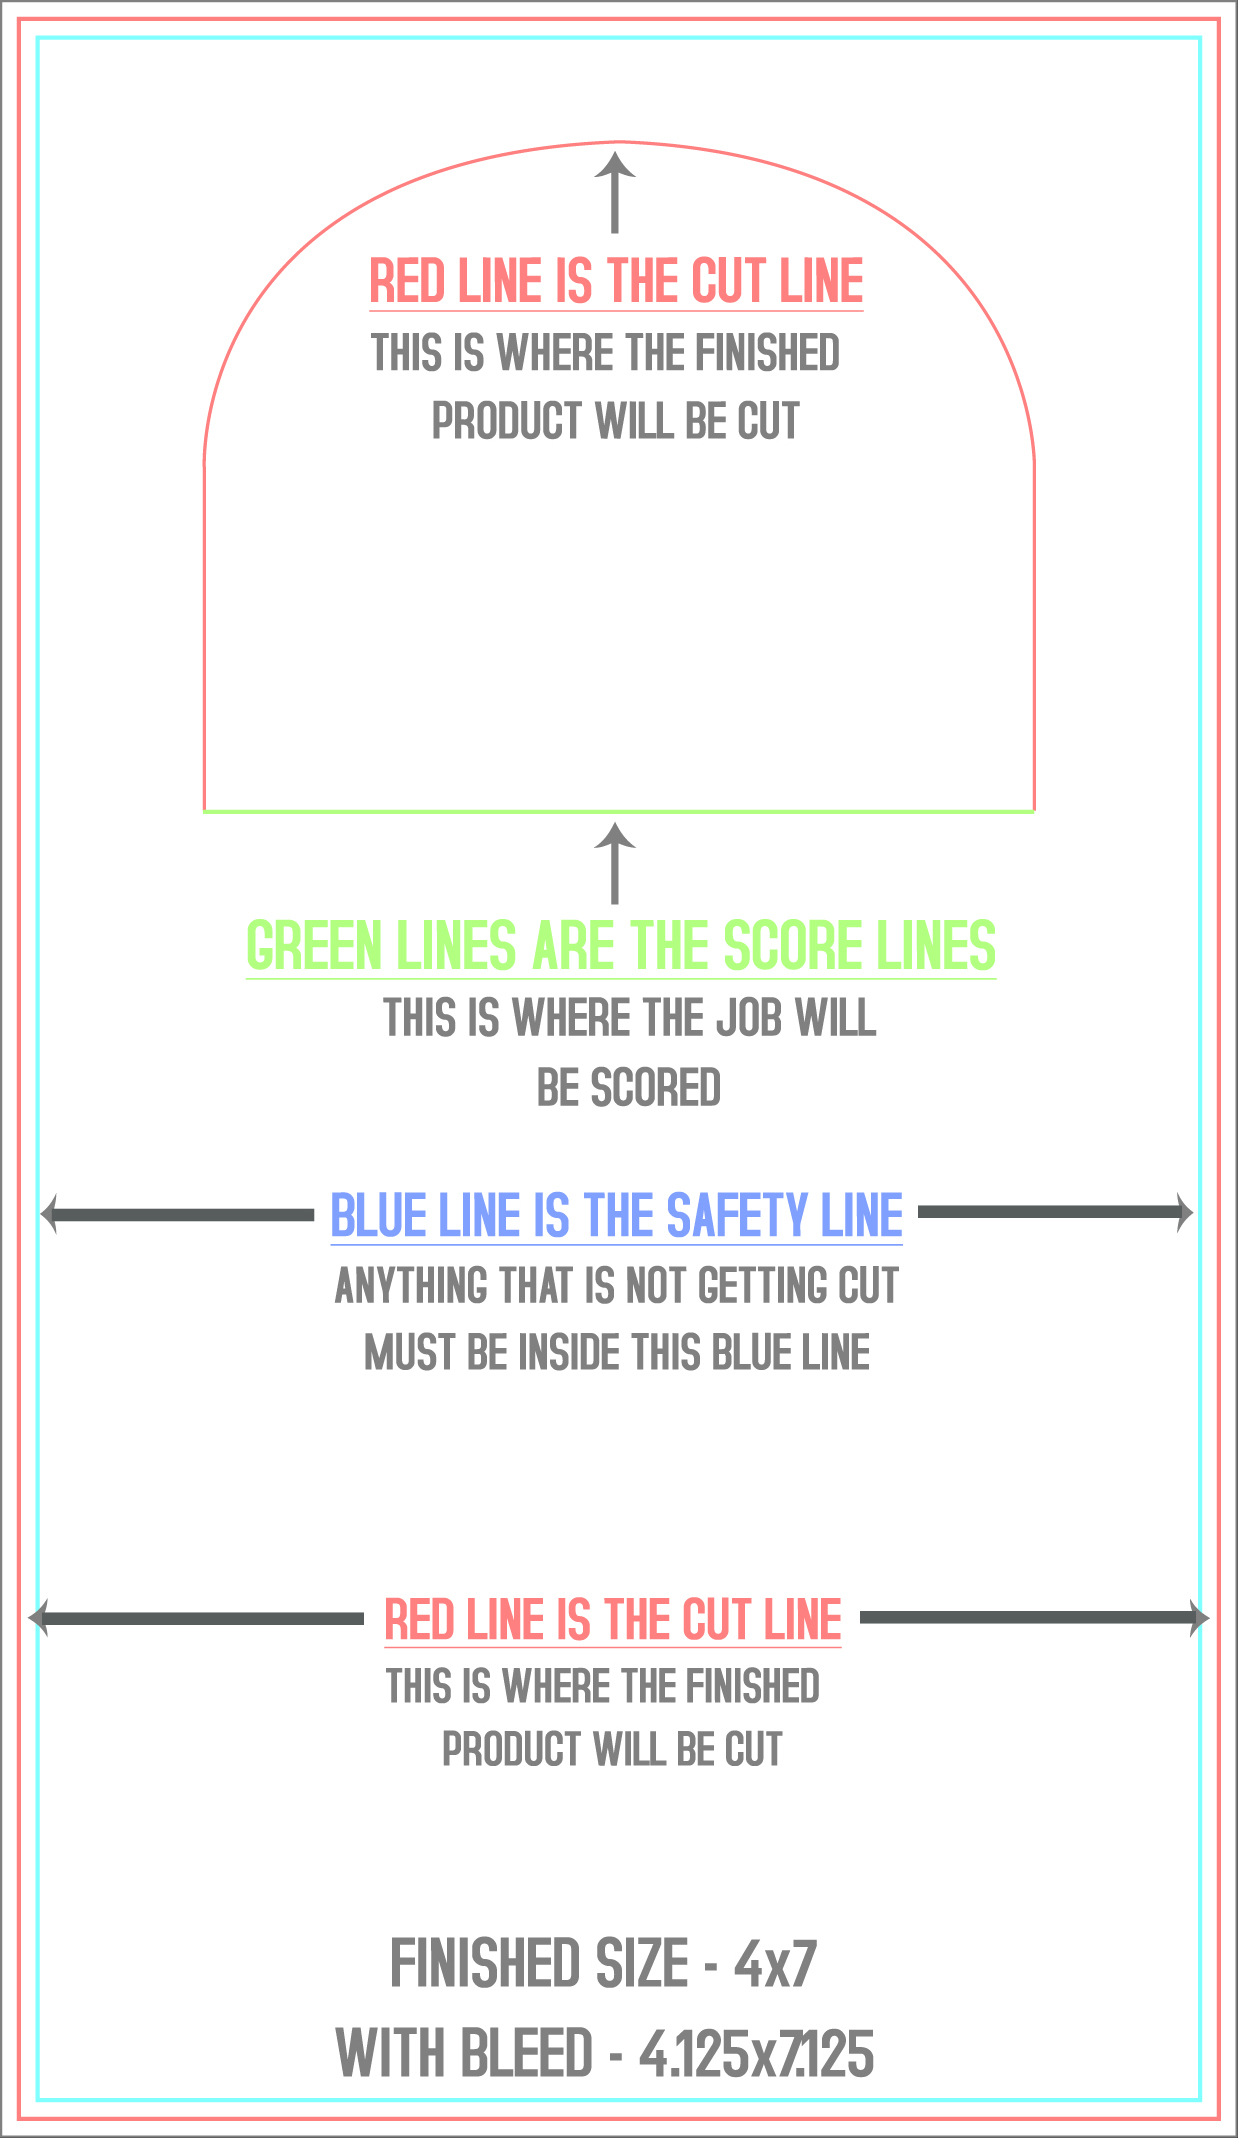 RED LINE IS THE CUT LINE
THIS IS WHERE THE FINISHED
PRODUCT WILL BE CUT
GREEN LINES ARE THE SCORE LINES
THIS IS WHERE THE JOB WILL
BE SCORED
BLUE LINE IS THE SAFETY LINE
ANYTHING THAT IS NOT GETTING CUT
MUST BE INSIDE THIS BLUE LINE
RED LINE IS THE CUT LINE
THIS IS WHERE THE FINISHED
PRODUCT WILL BE CUT
FINISHED SIZE - 4x7
WITH BLEED - 4.125x7.125